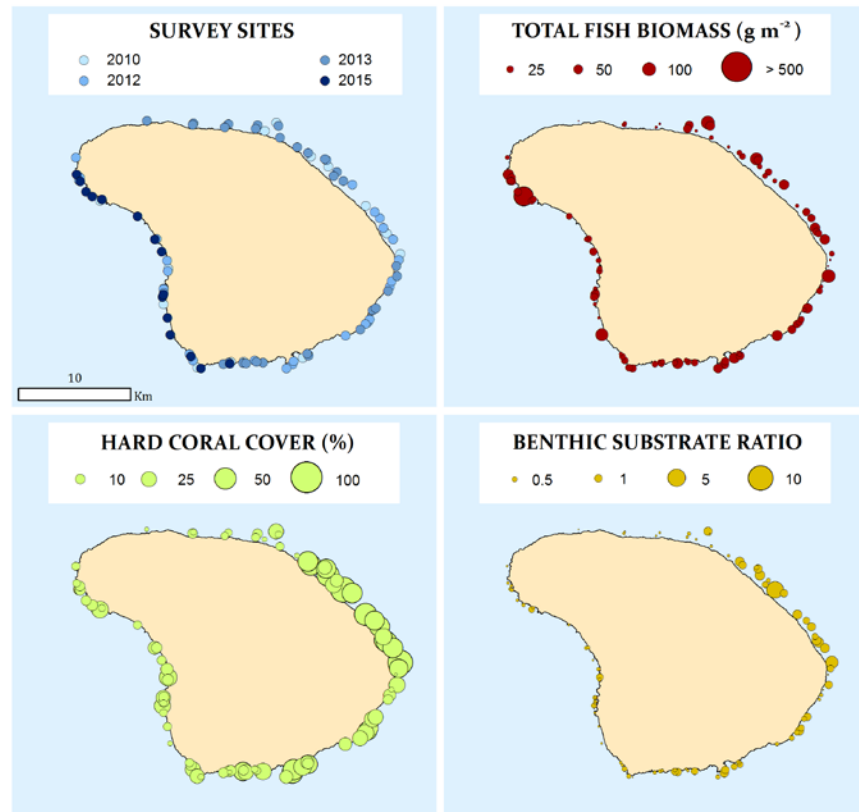 SURVEY SITES
2010
2013
2012
2015
10
Km
TOTAL FISH BIOMASS (g m⁻²)
25 50 100 > 500
HARD CORAL COVER (%)
10 25 50 100
BENTHIC SUBSTRATE RATIO
0.5 1 5 10